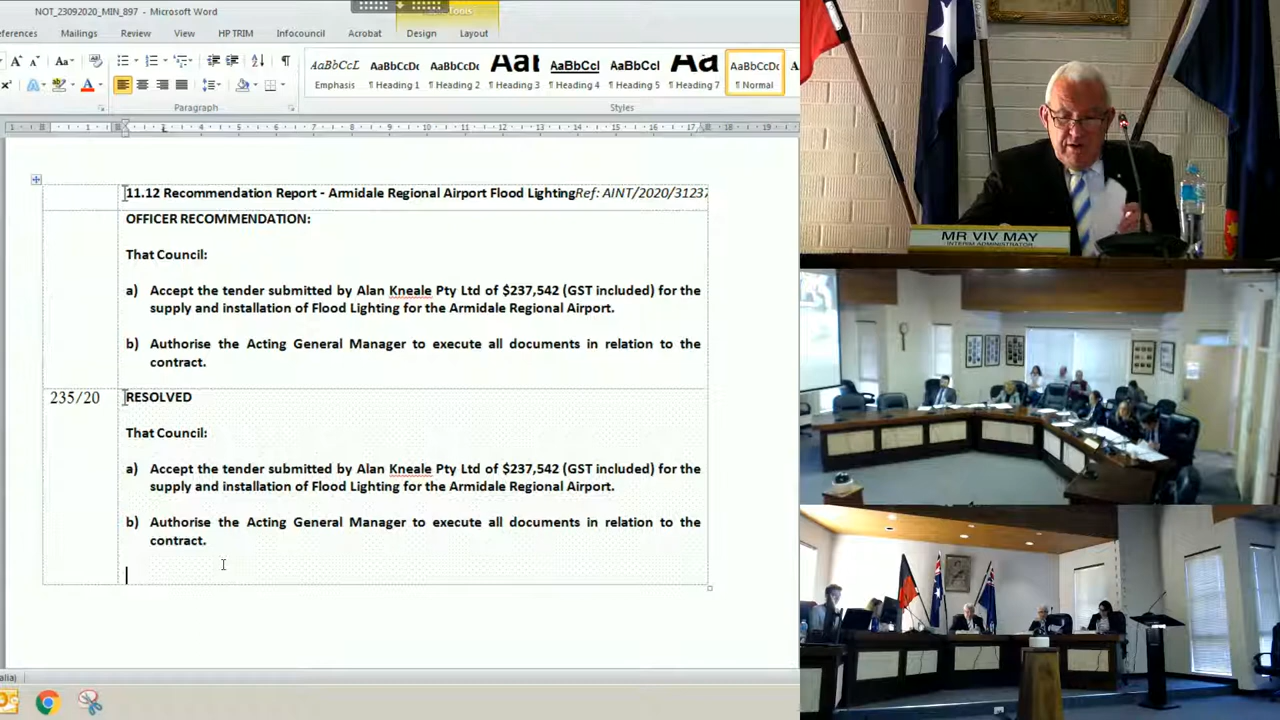 NOT_23092020_MIN_897 - Microsoft Word
Tools
Mailings Review View HP TRIM Infocouncil Acrobat Design Layout
AaBbCcL AaBbCcDc AaBbCcDc AaBbCcI AaBbCcI AaBbCcDc
Emphasis ¶ Heading 1 ¶ Heading 2 ¶ Heading 3 ¶ Heading 4 ¶ Heading 5 ¶ Heading 7 ¶ Normal
Paragraph Styles
11.12 Recommendation Report - Armidale Regional Airport Flood Lighting Ref: AINT/2020/3123
OFFICER RECOMMENDATION:
That Council:
a) Accept the tender submitted by Alan Kneale Pty Ltd of $237,542 (GST included) for the
supply and installation of Flood Lighting for the Armidale Regional Airport.
b) Authorise the Acting General Manager to execute all documents in relation to the
contract.
235/20 RESOLVED
That Council:
a) Accept the tender submitted by Alan Kneale Pty Ltd of $237,542 (GST included) for the
supply and installation of Flood Lighting for the Armidale Regional Airport.
b) Authorise the Acting General Manager to execute all documents in relation to the
contract.
MR VIV MAY
INTERIM ADMINISTRATOR